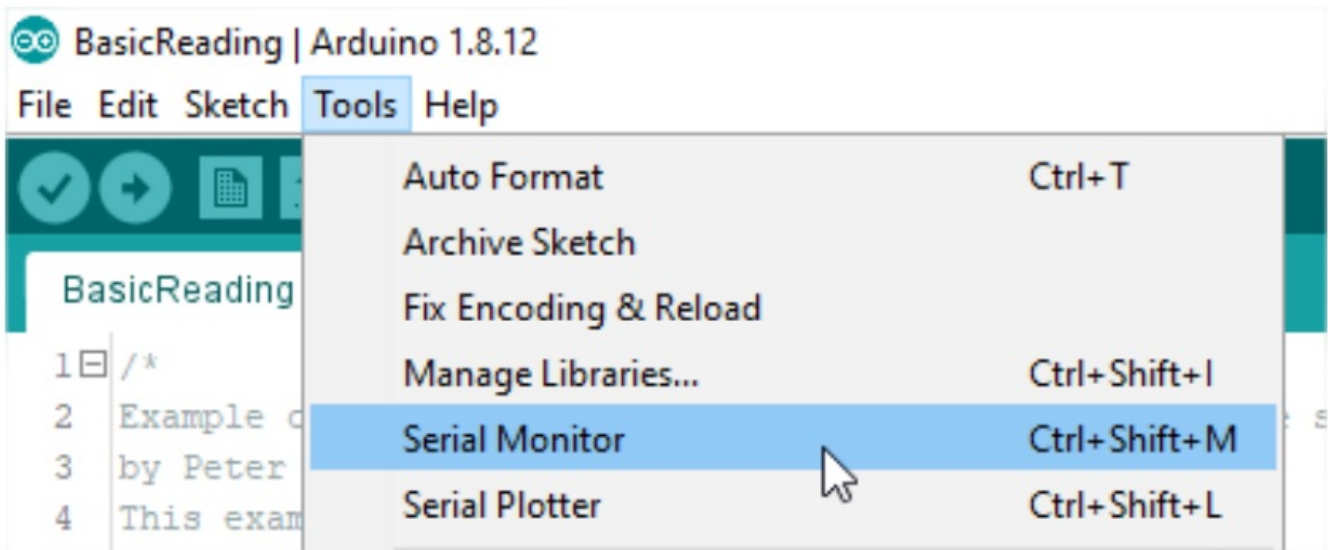 BasicReading | Arduino 1.8.12
File Edit Sketch Tools Help
Auto Format Ctrl+T
Archive Sketch
BasicReading
Fix Encoding & Reload
1 /*
Manage Libraries... Ctrl+Shift+I
2 Example
Serial Monitor Ctrl+Shift+M
3 by Peter
Serial Plotter Ctrl+Shift+L
4 This